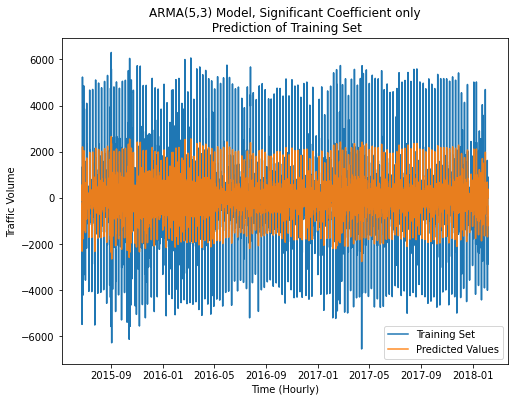 ARMA(5,3) Model, Significant Coefficient only
Prediction of Training Set
Traffic Volume
6000
4000
2000
0
−2000
−4000
−6000
2015-09 2016-01 2016-05 2016-09 2017-01 2017-05 2017-09 2018-01
Time (Hourly)
Training Set
Predicted Values